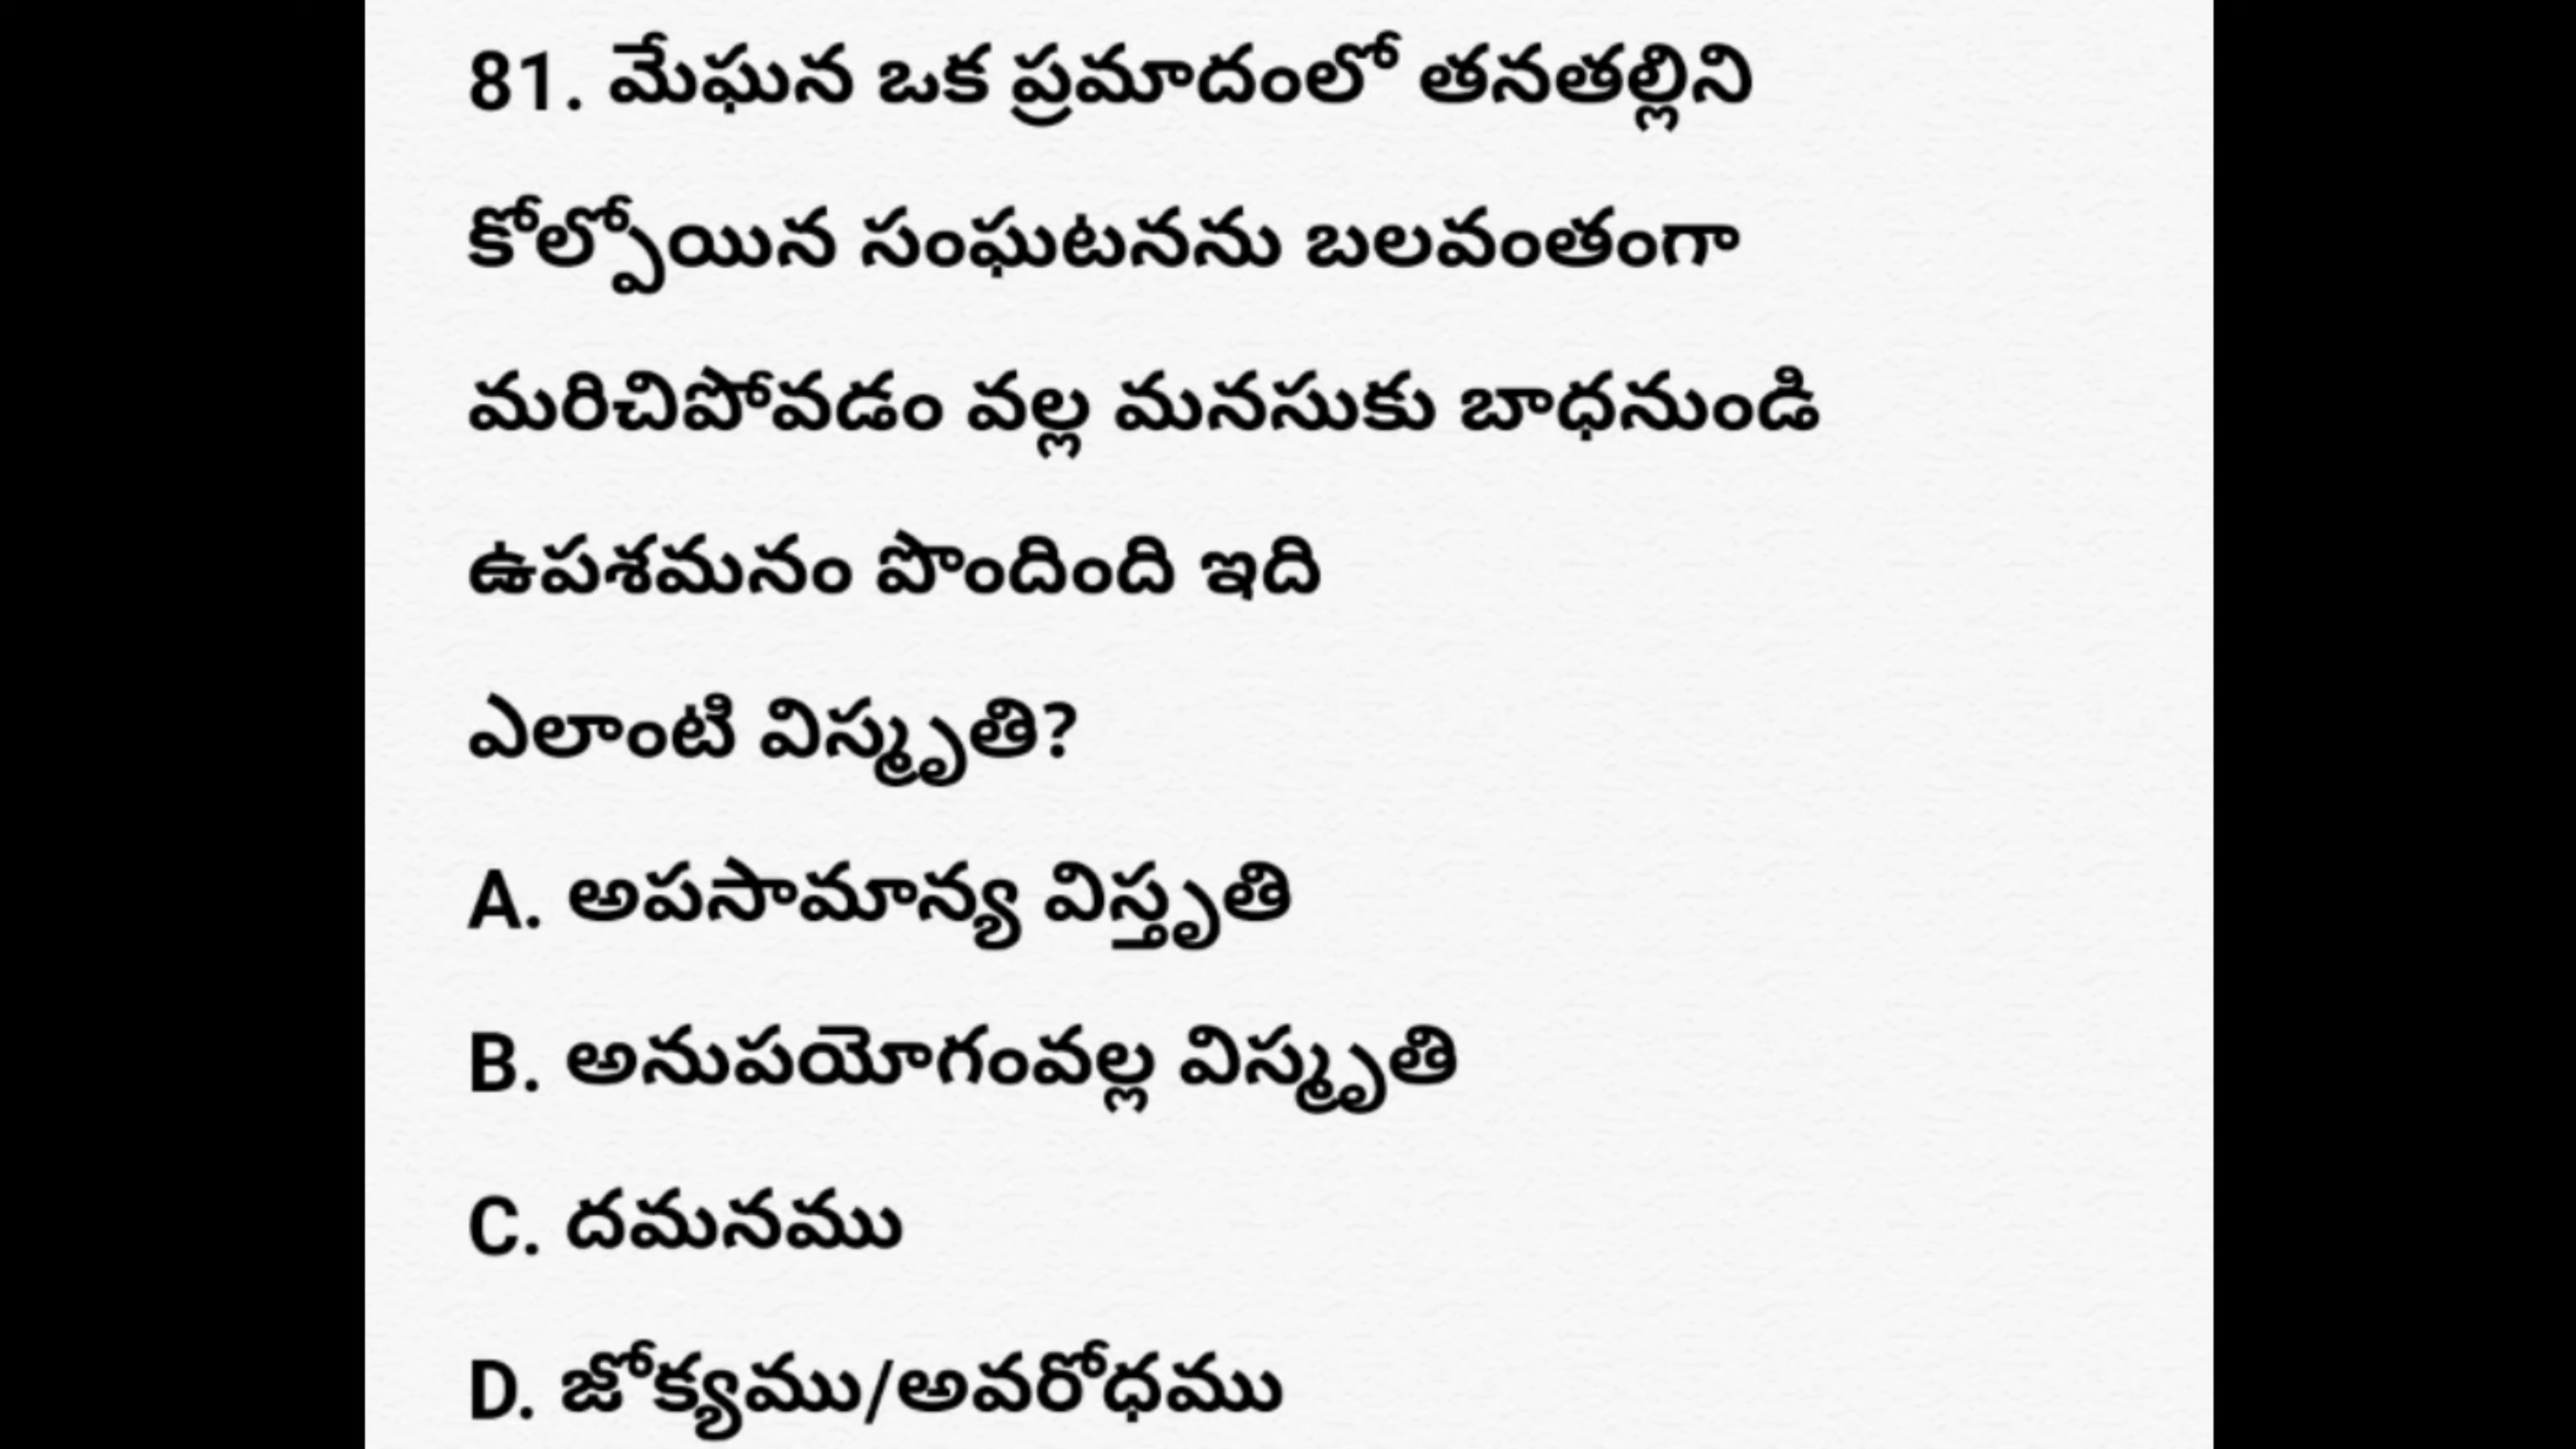 81. మేఘన ఒక ప్రమాదంలో తనతల్లిని
కోల్పోయిన సంఘటనను బలవంతంగా
మరిచిపోవడం వల్ల మనసుకు బాధనుండి
ఉపశమనం పొందింది ఇది
ఎలాంటి విస్మృతి?
A. అపసామాన్య విస్తృతి
B. అనుపయోగంవల్ల విస్మృతి
C. దమనము
D. జోక్యము/అవరోధము